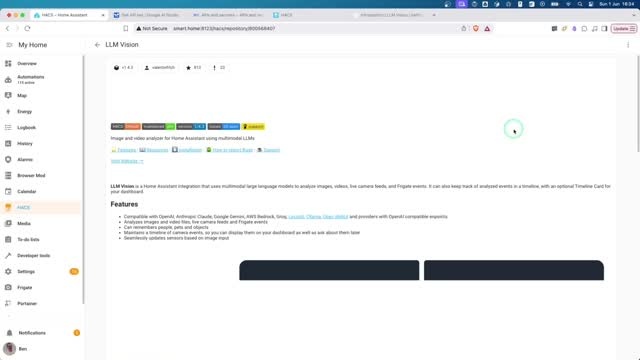 Sun 1 Jun 16:34
HACS – Home Assistant
Get API key | Google AI Studio
HACS
Not Secure
smart.home:8123/hacs/repository/800568407
Update
My Home
LLM Vision
Overview
Automations
Map
Energy
Logbook
History
Alarmo
Browser Mod
Calendar
HACS
Media
To-do lists
Developer tools
Settings
Frigate
Portainer
Notifications
Ben
v1.4.2
valentinfrlch
Image and video analyzer for Home Assistant using multimodal LLMs
Features
Resources
Installation
How to report Bugs
Support
Visit Website
LLM Vision is a Home Assistant integration that uses multimodal large language models to analyze images, videos, live camera feeds, and Frigate events. It can also keep track of analyzed events in a timeline, with an optional Timeline Card for
your dashboard.
Features
• Compatible with OpenAI, Anthropic Claude, Google Gemini, AWS Bedrock, Groq, LocalAI, Ollama, Open WebUI and providers with OpenAI compatible enpoints.
• Analyzes images and video files, live camera feeds and Frigate events
• Can remember people, pets and objects
• Maintains a timeline of camera events, so you can display them on your dashboard as well as ask about them later
• Seamlessly updates sensors based on image input